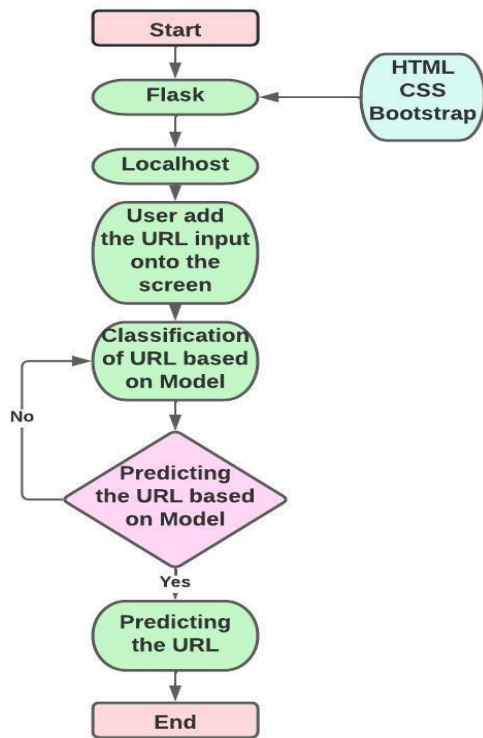 Start
Flask
HTML
CSS
Bootstrap
Localhost
User add
the URL input
onto the
screen
Classification
of URL based
on Model
No
Predicting
the URL based
on Model
Yes
Predicting
the URL
End